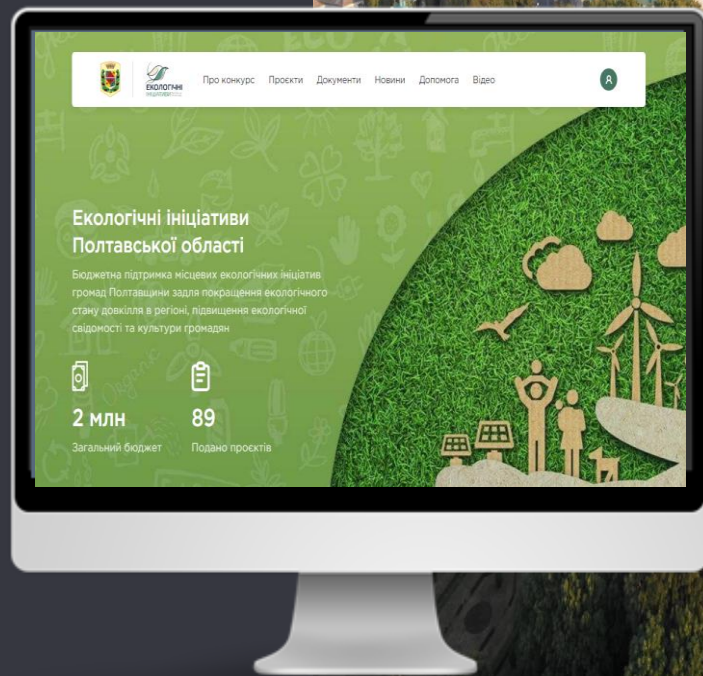 ЕКОЛОГІЧНІ
Про конкурс Проєкти Документи Новини Допомога Відео
Екологічні ініціативи
Полтавської області
Бюджетна підтримка місцевих екологічних ініціатив
громад Полтавщини задля покращення екологічного
стану довкілля в регіоні, підвищення екологічної
свідомості та культури громадян
2 млн
89
Загальний бюджет
Подано проєктів